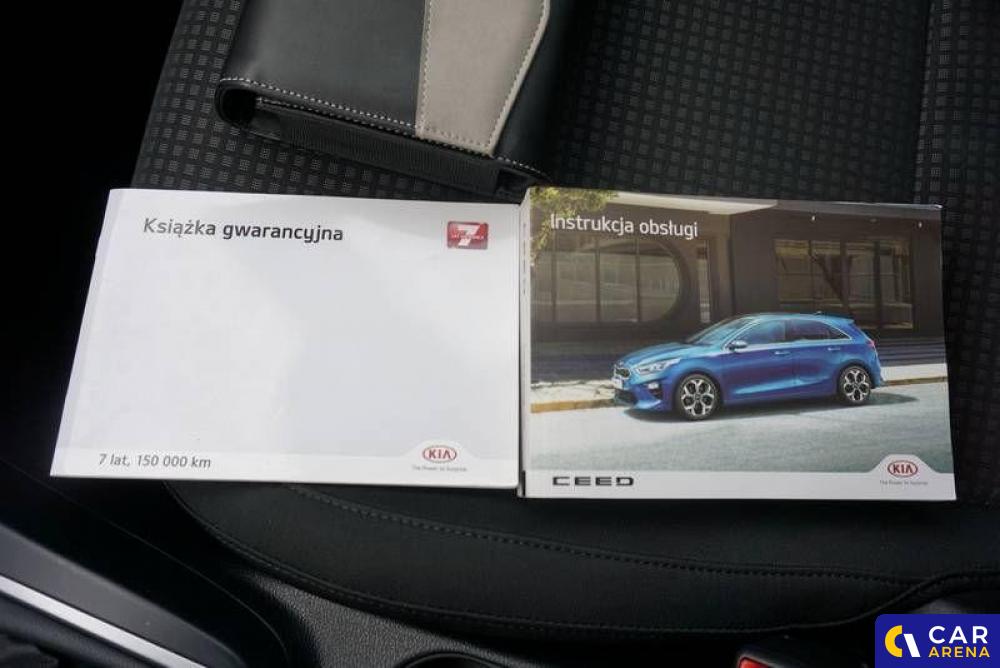 Książka gwarancyjna
7
7 lat, 150 000 km
KIA
The Power to Surprise
Instrukcja obsługi
CEED
KIA
The Power to Surprise
CAR
ARENA